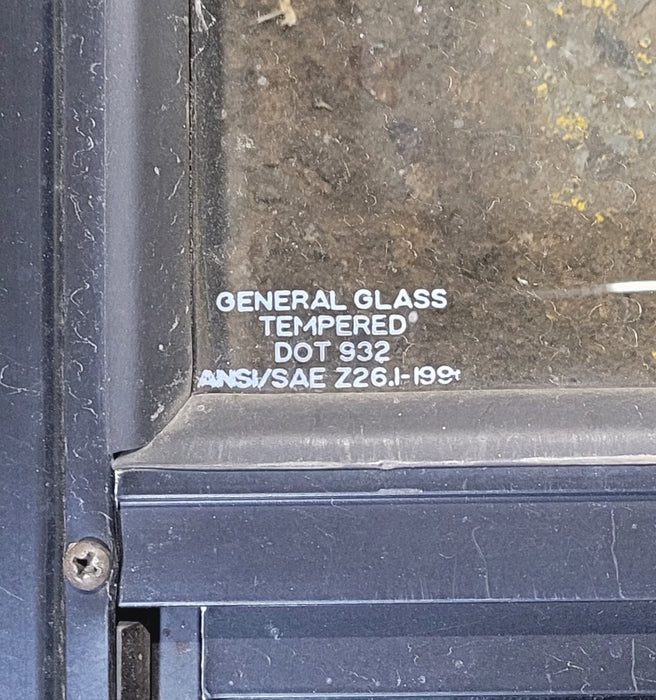 GENERAL GLASS
TEMPERED
DOT 932
ANSI/SAE